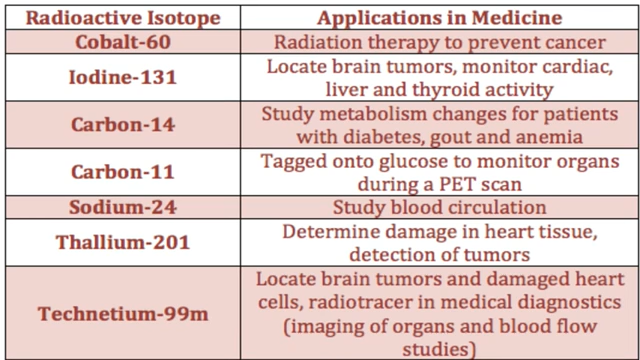 Radioactive Isotope Applications in Medicine
Cobalt-60 Radiation therapy to prevent cancer
Iodine-131 Locate brain tumors, monitor cardiac,
liver and thyroid activity
Carbon-14 Study metabolism changes for patients
with diabetes, gout and anemia
Carbon-11 Tagged onto glucose to monitor organs
during a PET scan
Sodium-24 Study blood circulation
Thallium-201 Determine damage in heart tissue,
detection of tumors
Technetium-99m Locate brain tumors and damaged heart
cells, radiotracer in medical diagnostics
(imaging of organs and blood flow
studies)